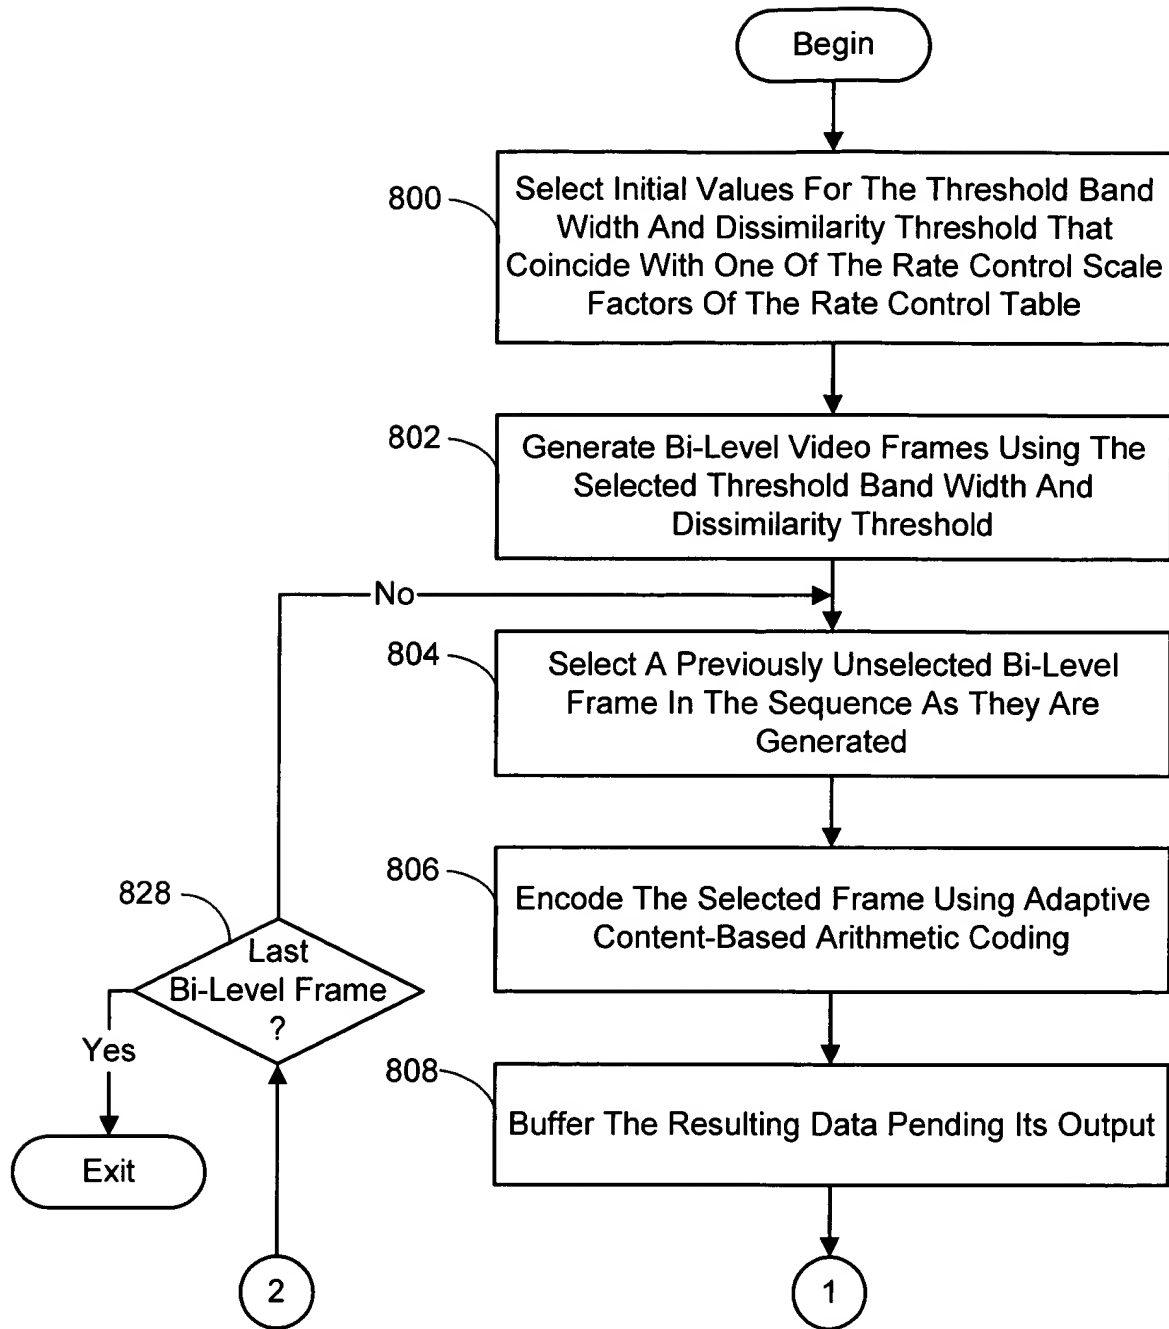 Begin
800
Select Initial Values For The Threshold Band
Width And Dissimilarity Threshold That
Coincide With One Of The Rate Control Scale
Factors Of The Rate Control Table
802
Generate Bi-Level Video Frames Using The
Selected Threshold Band Width And
Dissimilarity Threshold
No
804
Select A Previously Unselected Bi-Level
Frame In The Sequence As They Are
Generated
806
Encode The Selected Frame Using Adaptive
Content-Based Arithmetic Coding
828
Last
Bi-Level Frame
?
Yes
808
Buffer The Resulting Data Pending Its Output
Exit
2
1